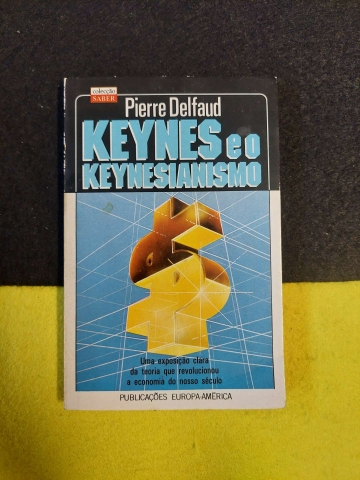 colecção
SABER
Pierre Delfaud
KEYNES e o
KEYNESIANISMO
Uma exposição clara
da teoria que revolucionou
a economia do nosso século
PUBLICAÇÕES EUROPA-AMÉRICA